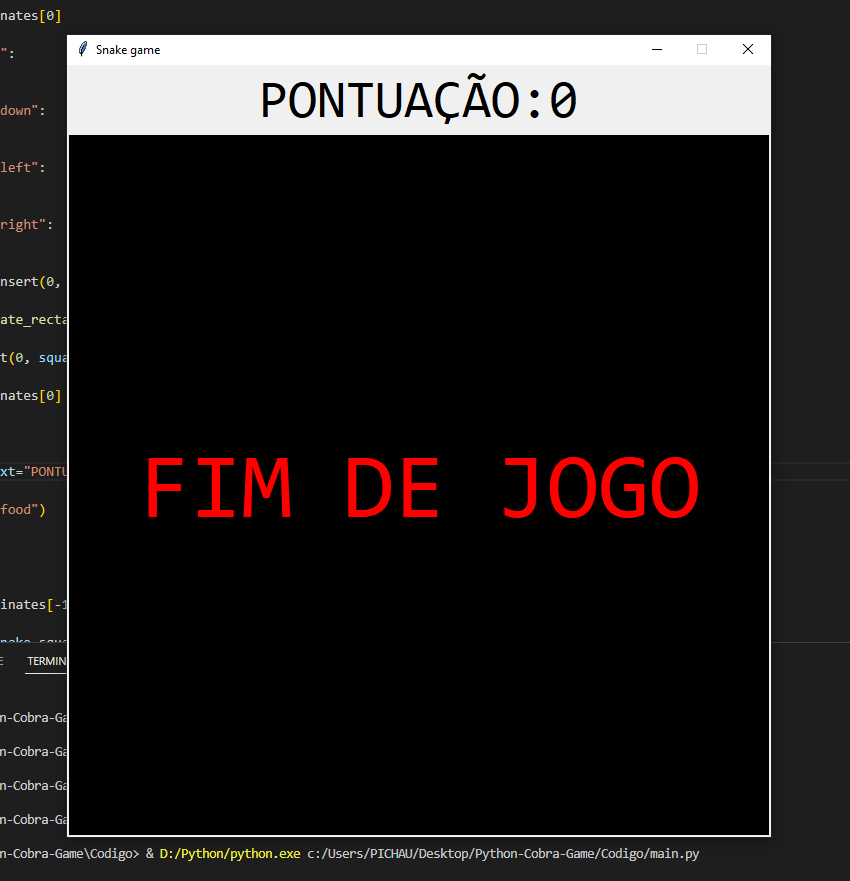 nates[0]
Snake game
":
PONTUAÇÃO:0
down":
left":
right":
nsert(0,
ate_recta
t(0, squa
nates[0]
xt="PONTU
FIM DE JOGO
food")
inates[-1
E TERMIN
n-Cobra-Ga
n-Cobra-Ga
n-Cobra-Ga
n-Cobra-Ga
n-Cobra-Game\Codigo> & D:/Python/python.exe c:/Users/PICHAU/Desktop/Python-Cobra-Game/Codigo/main.py